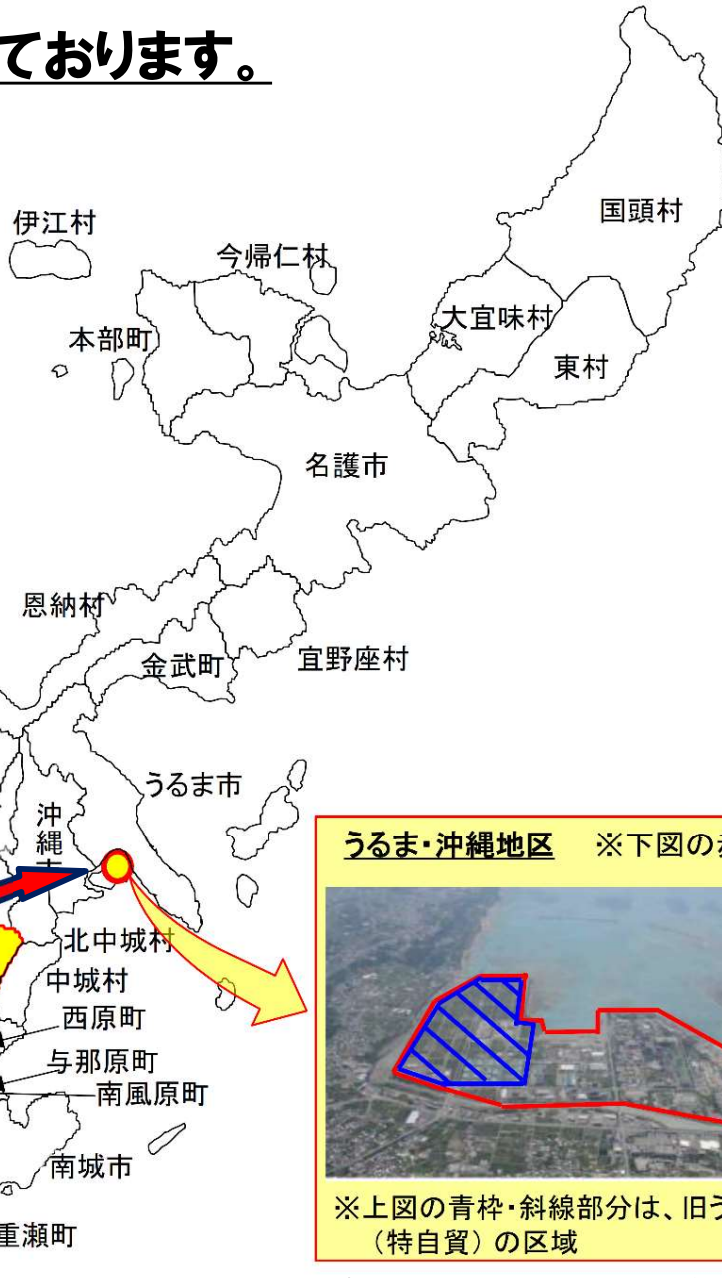 ております。
国頭村
伊江村
今帰仁村
大宜味村
本部町
東村
名護市
恩納村
金武町
宜野座村
うるま市
沖縄市
北中城村
中城村
西原町
与那原町
南風原町
南城市
重瀬町
うるま・沖縄地区 ※下図の
※上図の青枠・斜線部分は、旧う
（特自貿）の区域